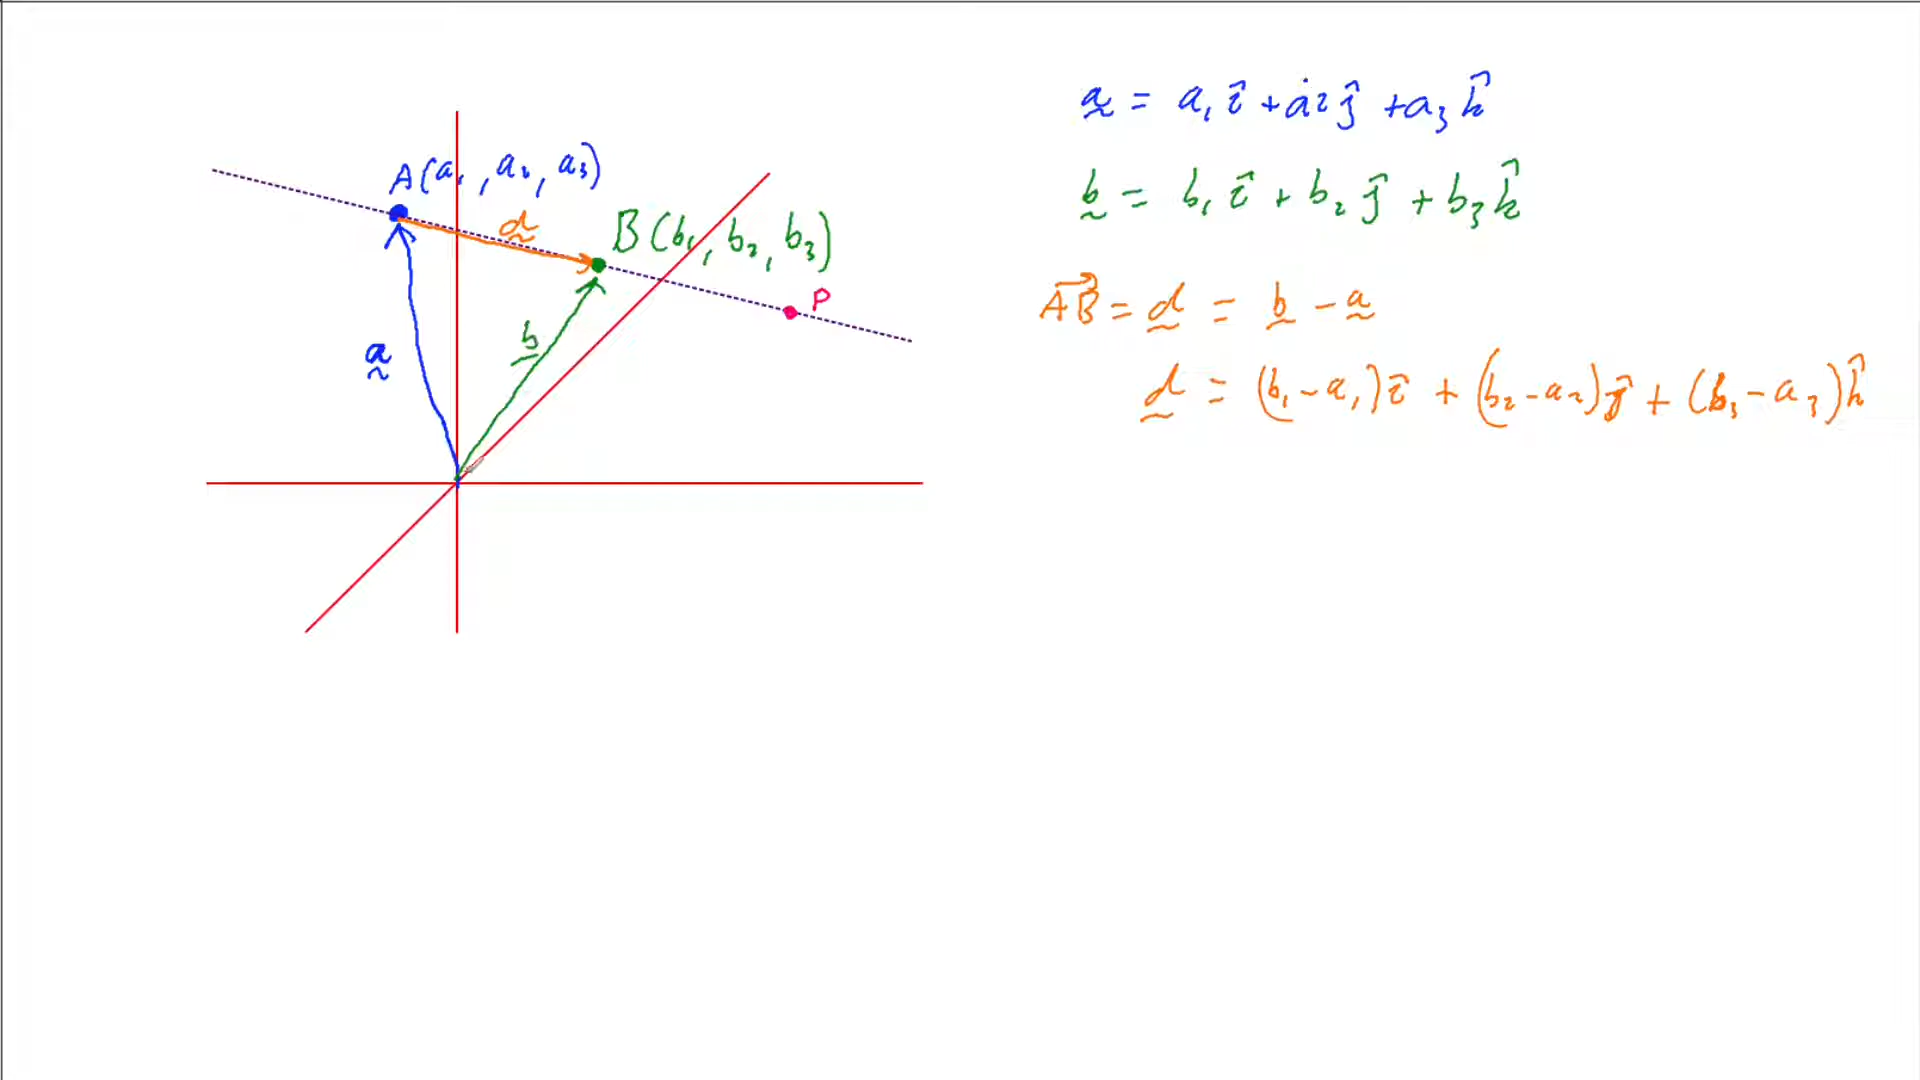 A(a₁, a₂, a₃)
d
B(b₁, b₂, b₃)
P
a
b
a = a₁ î + a₂ ĵ + a₃ k̂
b = b₁ î + b₂ ĵ + b₃ k̂
AB⃗ = d = b - a
d = (b₁ - a₁) î + (b₂ - a₂) ĵ + (b₃ - a₃) k̂